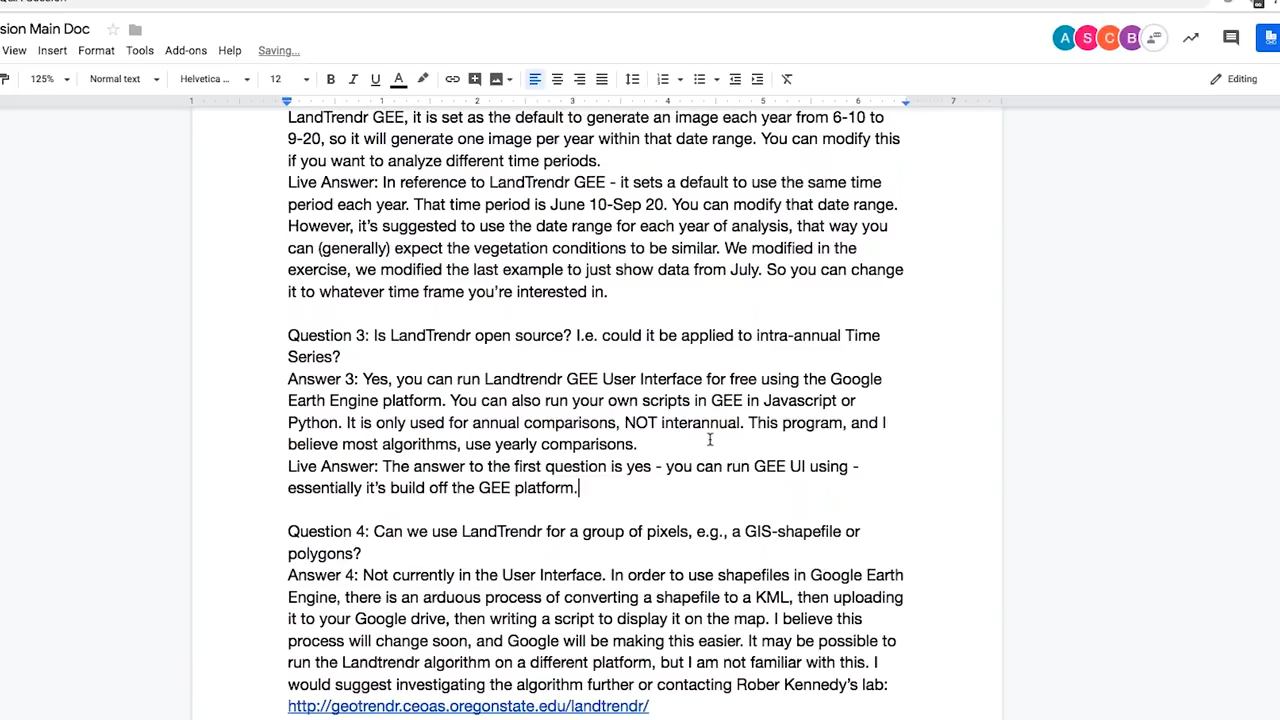 sion Main Doc
View Insert Format Tools Add-ons Help Saving...
A S C B
125% Normal text Helvetica ... 12 B I U A Editing
1 1 2 3 4 5 6 7
LandTrendr GEE, it is set as the default to generate an image each year from 6-10 to
9-20, so it will generate one image per year within that date range. You can modify this
if you want to analyze different time periods.
Live Answer: In reference to LandTrendr GEE - it sets a default to use the same time
period each year. That time period is June 10-Sep 20. You can modify that date range.
However, it's suggested to use the date range for each year of analysis, that way you
can (generally) expect the vegetation conditions to be similar. We modified in the
exercise, we modified the last example to just show data from July. So you can change
it to whatever time frame you're interested in.
Question 3: Is LandTrendr open source? I.e. could it be applied to intra-annual Time
Series?
Answer 3: Yes, you can run Landtrendr GEE User Interface for free using the Google
Earth Engine platform. You can also run your own scripts in GEE in Javascript or
Python. It is only used for annual comparisons, NOT interannual. This program, and I
believe most algorithms, use yearly comparisons.
Live Answer: The answer to the first question is yes - you can run GEE UI using -
essentially it's build off the GEE platform.
Question 4: Can we use LandTrendr for a group of pixels, e.g., a GIS-shapefile or
polygons?
Answer 4: Not currently in the User Interface. In order to use shapefiles in Google Earth
Engine, there is an arduous process of converting a shapefile to a KML, then uploading
it to your Google drive, then writing a script to display it on the map. I believe this
process will change soon, and Google will be making this easier. It may be possible to
run the Landtrendr algorithm on a different platform, but I am not familiar with this. I
would suggest investigating the algorithm further or contacting Rober Kennedy's lab:
http://geotrendr.ceoas.oregonstate.edu/landtrendr/